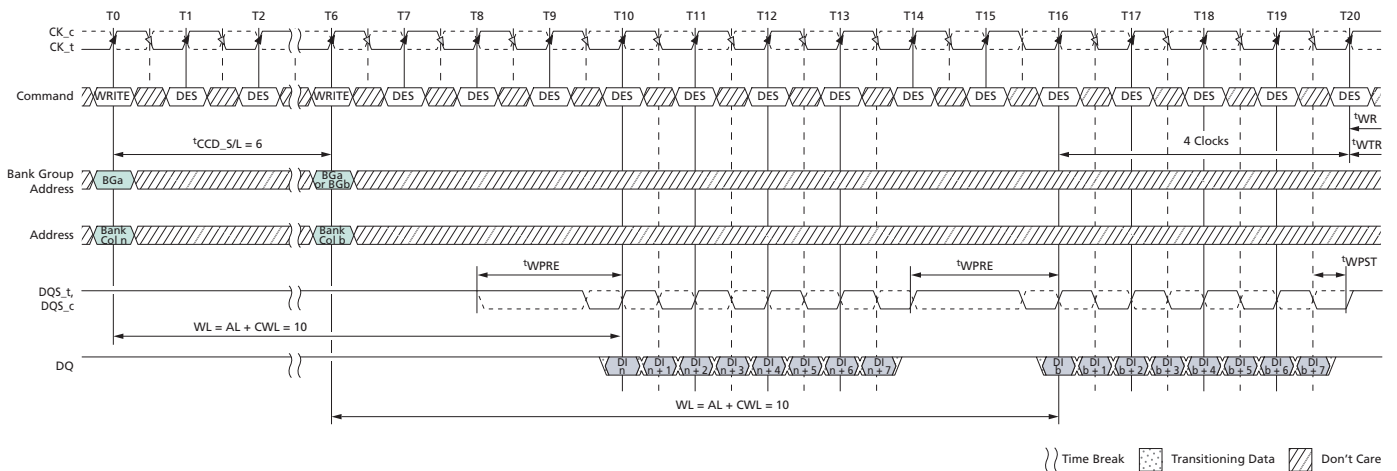 T0 T1 T2 T6 T7 T8 T9 T10 T11 T12 T13 T14 T15 T16 T17 T18 T19 T20
CK_c
CK_t
Command WRITE DES DES WRITE DES DES DES DES DES DES DES DES DES DES DES DES DES DES
tWR
tCCD_S/L = 6
4 Clocks
tWTR
Bank Group
Address
BGa
BGa
or BGb
Address
Bank
Col n
Bank
Col b
tWPRE
tWPRE
tWPST
DQS_t,
DQS_c
WL = AL + CWL = 10
DQ
DI
n
DI
n + 1
DI
n + 2
DI
n + 3
DI
n + 4
DI
n + 5
DI
n + 6
DI
n + 7
DI
b
DI
b + 1
DI
b + 2
DI
b + 3
DI
b + 4
DI
b + 5
DI
b + 6
DI
b + 7
WL = AL + CWL = 10
Time Break Transitioning Data Don't Care